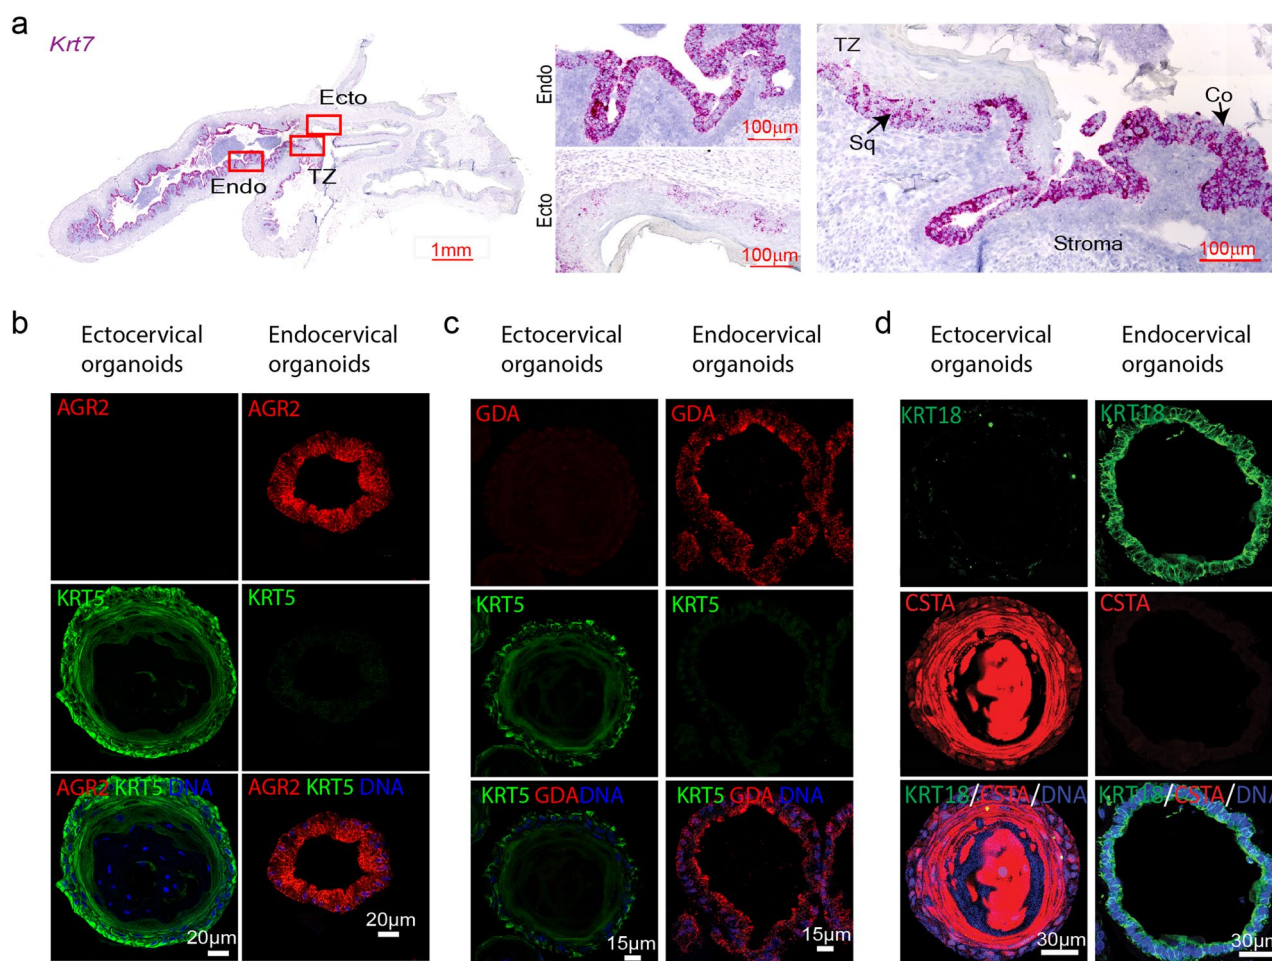 a
Krt7
Ecto
Endo
TZ
1mm
Endo
100μm
Ecto
100μm
TZ
Sq
Co
Stroma
100μm
b
Ectocervical
organoids
Endocervical
organoids
AGR2
AGR2
KRT5
KRT5
AGR2 KRT5 DNA
20μm
AGR2 KRT5 DNA
20μm
c
Ectocervical
organoids
Endocervical
organoids
GDA
GDA
KRT5
KRT5
KRT5 GDA DNA
15μm
KRT5 GDA DNA
15μm
d
Ectocervical
organoids
Endocervical
organoids
KRT18
KRT18
CSTA
CSTA
KRT18/CSTA/DNA
30μm
KRT18/CSTA/DNA
30μm